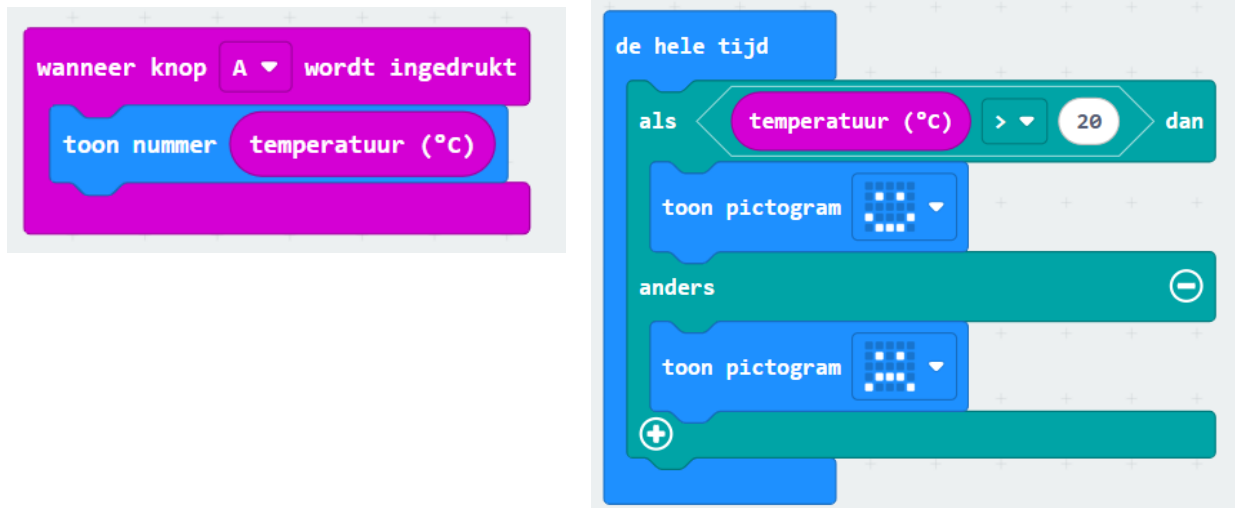 wanneer knop A wordt ingedrukt
toon nummer temperatuur (°C)
de hele tijd
als temperatuur (°C) > 20 dan
toon pictogram
anders
toon pictogram